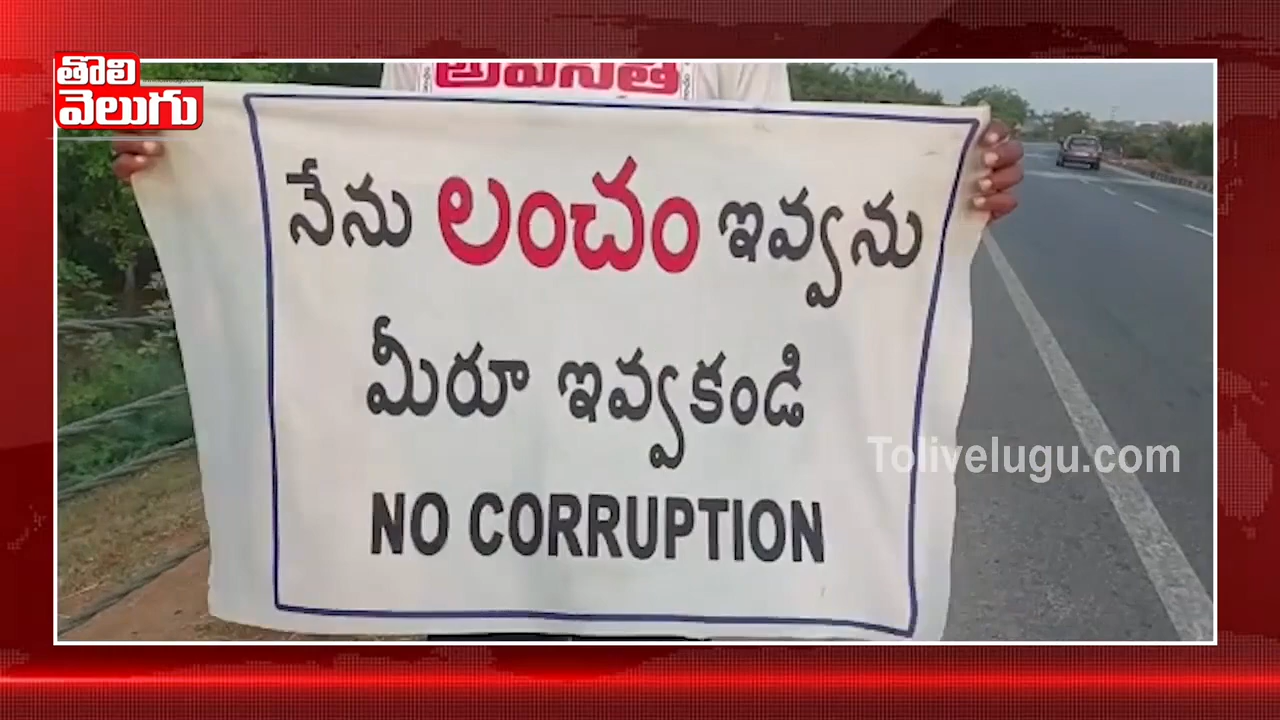 తొలి
వెలుగు
నేను లంచం ఇవ్వను
మీరూ ఇవ్వకండి
NO CORRUPTION
Tolivelugu.com